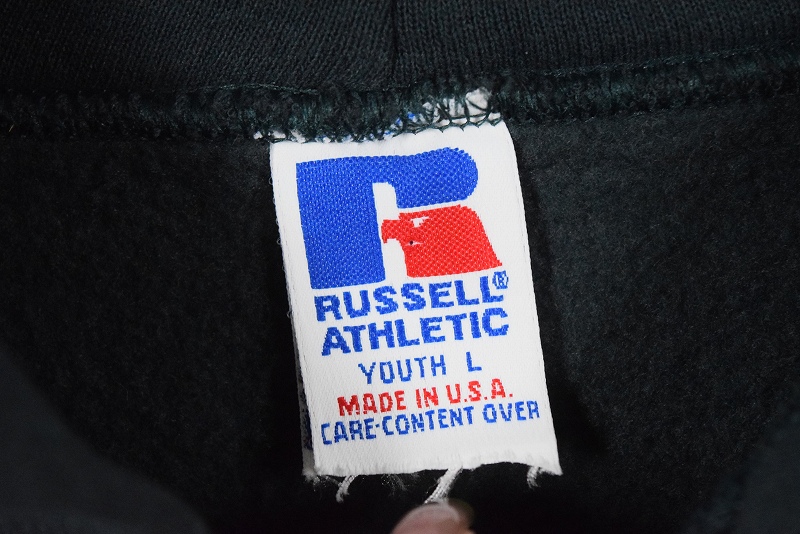 RUSSELL®
ATHLETIC
YOUTH L
MADE IN U.S.A.
CARE-CONTENT OVER